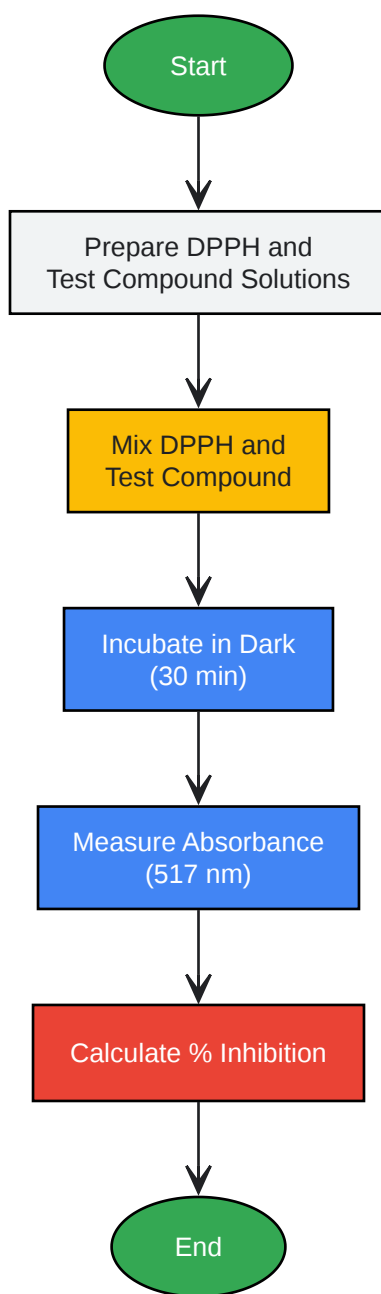 Start
Prepare DPPH and
Test Compound Solutions
Mix DPPH and
Test Compound
Incubate in Dark
(30 min)
Measure Absorbance
(517 nm)
Calculate % Inhibition
End